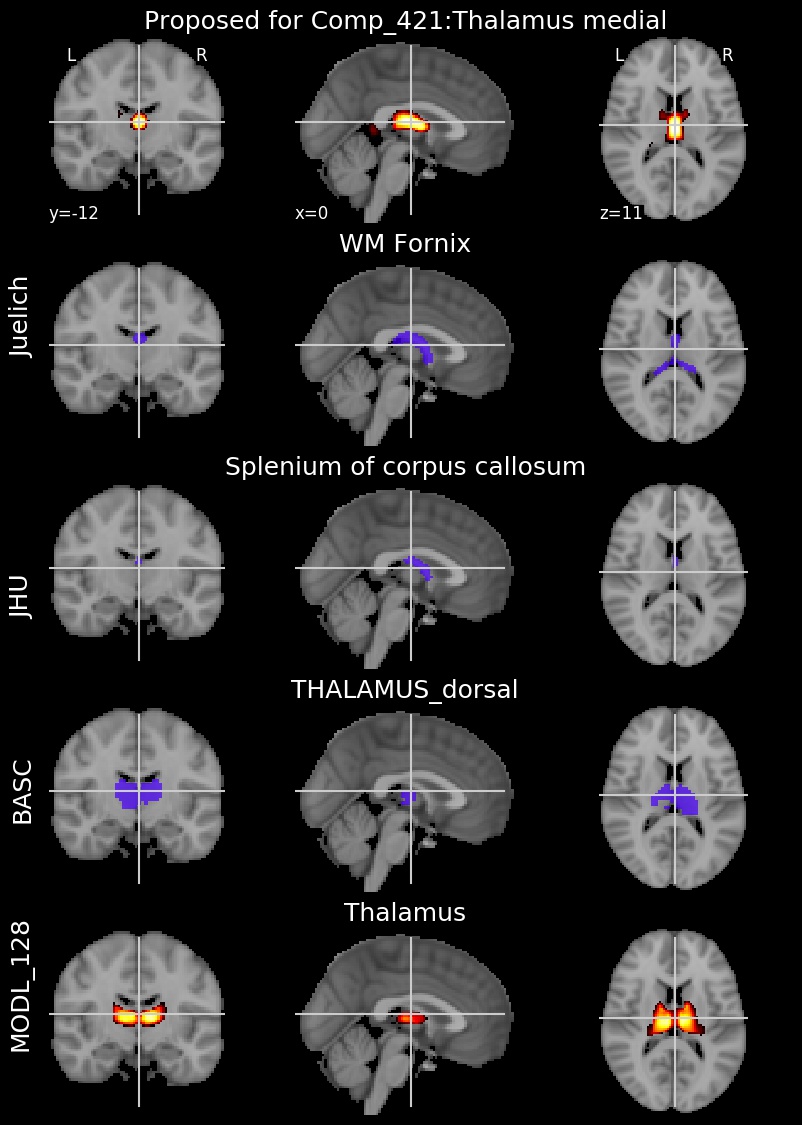 Proposed for Comp_421:Thalamus medial
L R
L R
y=-12
x=0
z=11
WM Fornix
Juelich
Splenium of corpus callosum
JHU
THALAMUS_dorsal
BASC
Thalamus
MODL_128